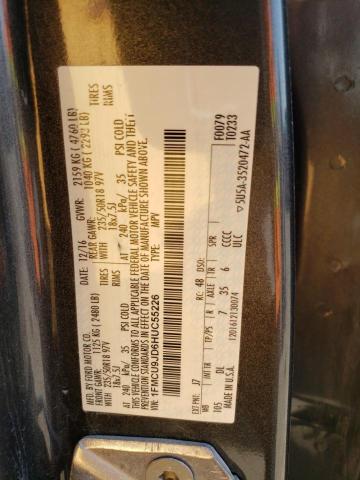 MFD. BY FORD MOTOR CO.
DATE: 12/16
GVWR: 2159 KG (4760 LB)
FRONT GAWR: 1125 KG (2480 LB)
REAR GAWR: 1040 KG (2293 LB)
WITH 235/50R18 97V TIRES
18x7.5J RIMS
AT 240 kPa/ 35 PSI COLD
WITH 235/50R18 97V TIRES
18x7.5J RIMS
AT 240 kPa/ 35 PSI COLD
THIS VEHICLE CONFORMS TO ALL APPLICABLE FEDERAL MOTOR VEHICLE SAFETY, BUMPER, AND THEFT
PREVENTION STANDARDS IN EFFECT ON THE DATE OF MANUFACTURE SHOWN ABOVE.
VIN: 1FMCU9JD6HUC55226
F0079
T0233
EXT PNT: J7
RC: 48 DSO:
WB INT TR TP/PS R AXLE TR SPR
105 DL 7 35 6 CCCC
ULC
MADE IN U.S.A. 1201612130074
5U5A-3520472-AA